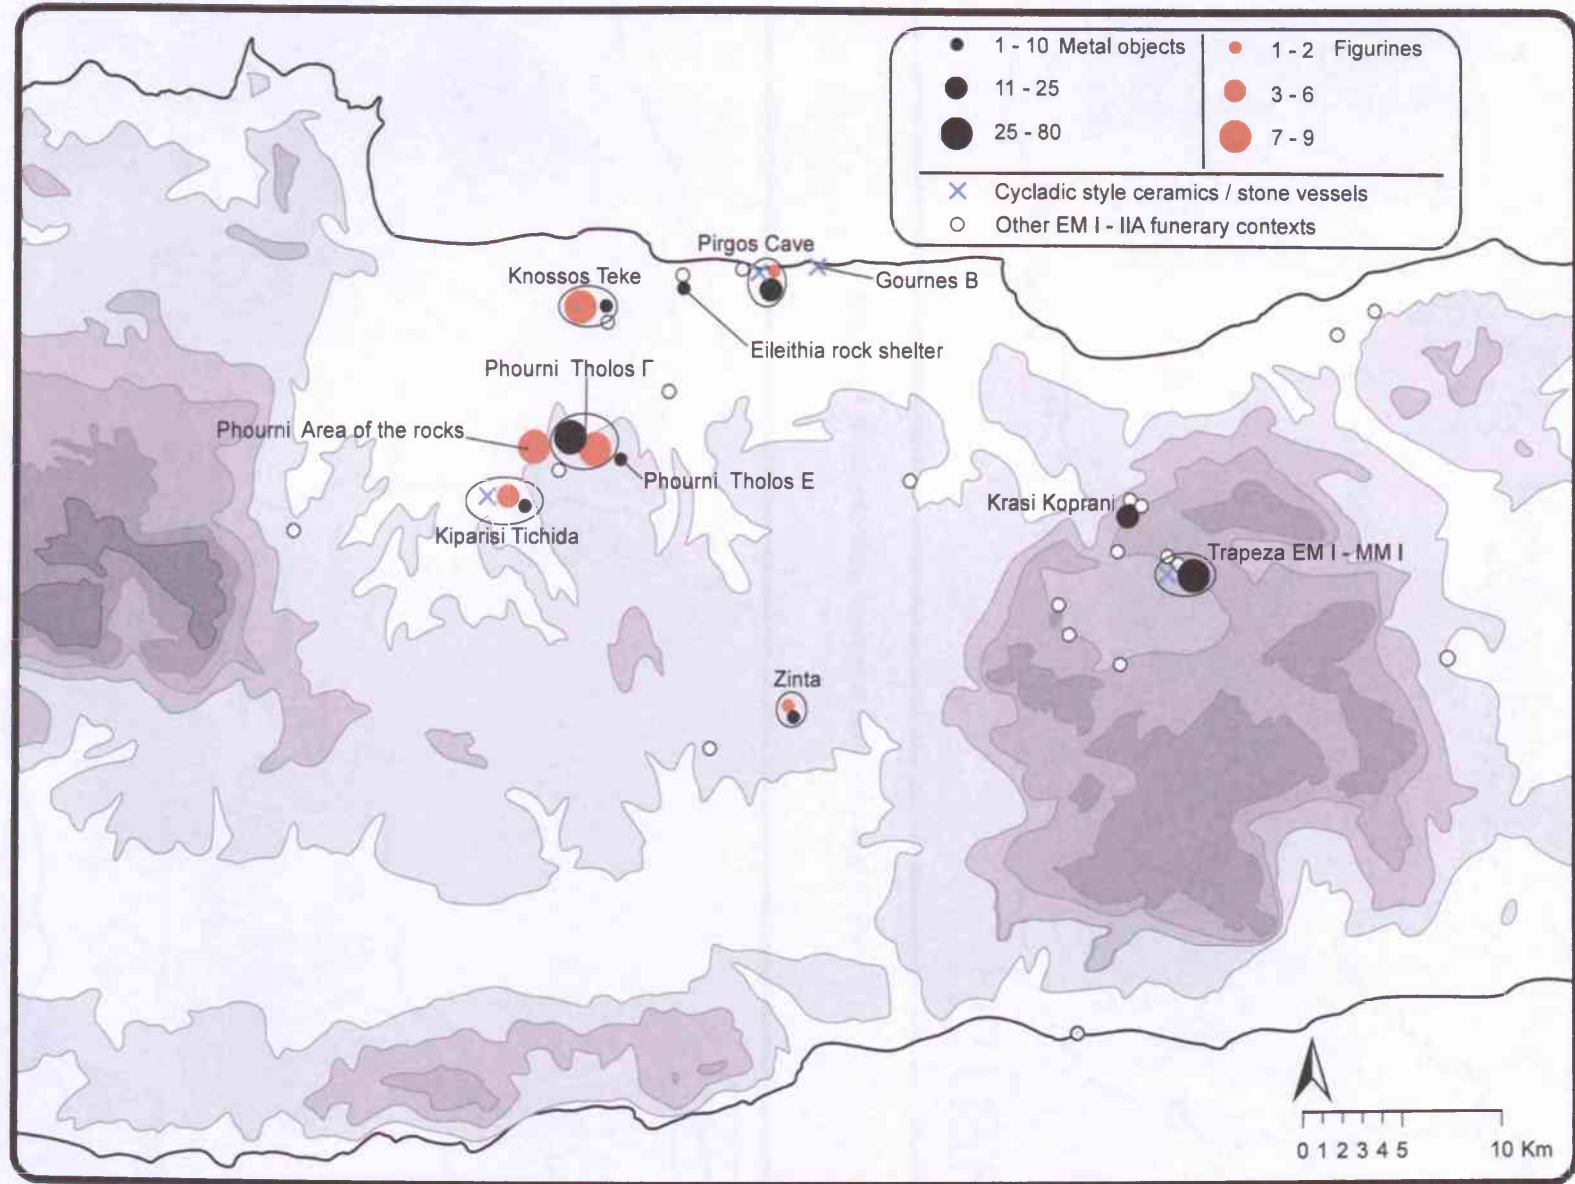 1 - 10 Metal objects
11 - 25
25 - 80
1 - 2 Figurines
3 - 6
7 - 9
Cycladic style ceramics / stone vessels
Other EM I - IIA funerary contexts
Pirgos Cave
Knossos Teke
Gournes B
Eileithia rock shelter
Phourni Tholos Γ
Phourni Area of the rocks
Phourni Tholos E
Krasi Koprani
Kiparisi Tichida
Trapeza EM I - MM I
Zinta
0 1 2 3 4 5 10 Km